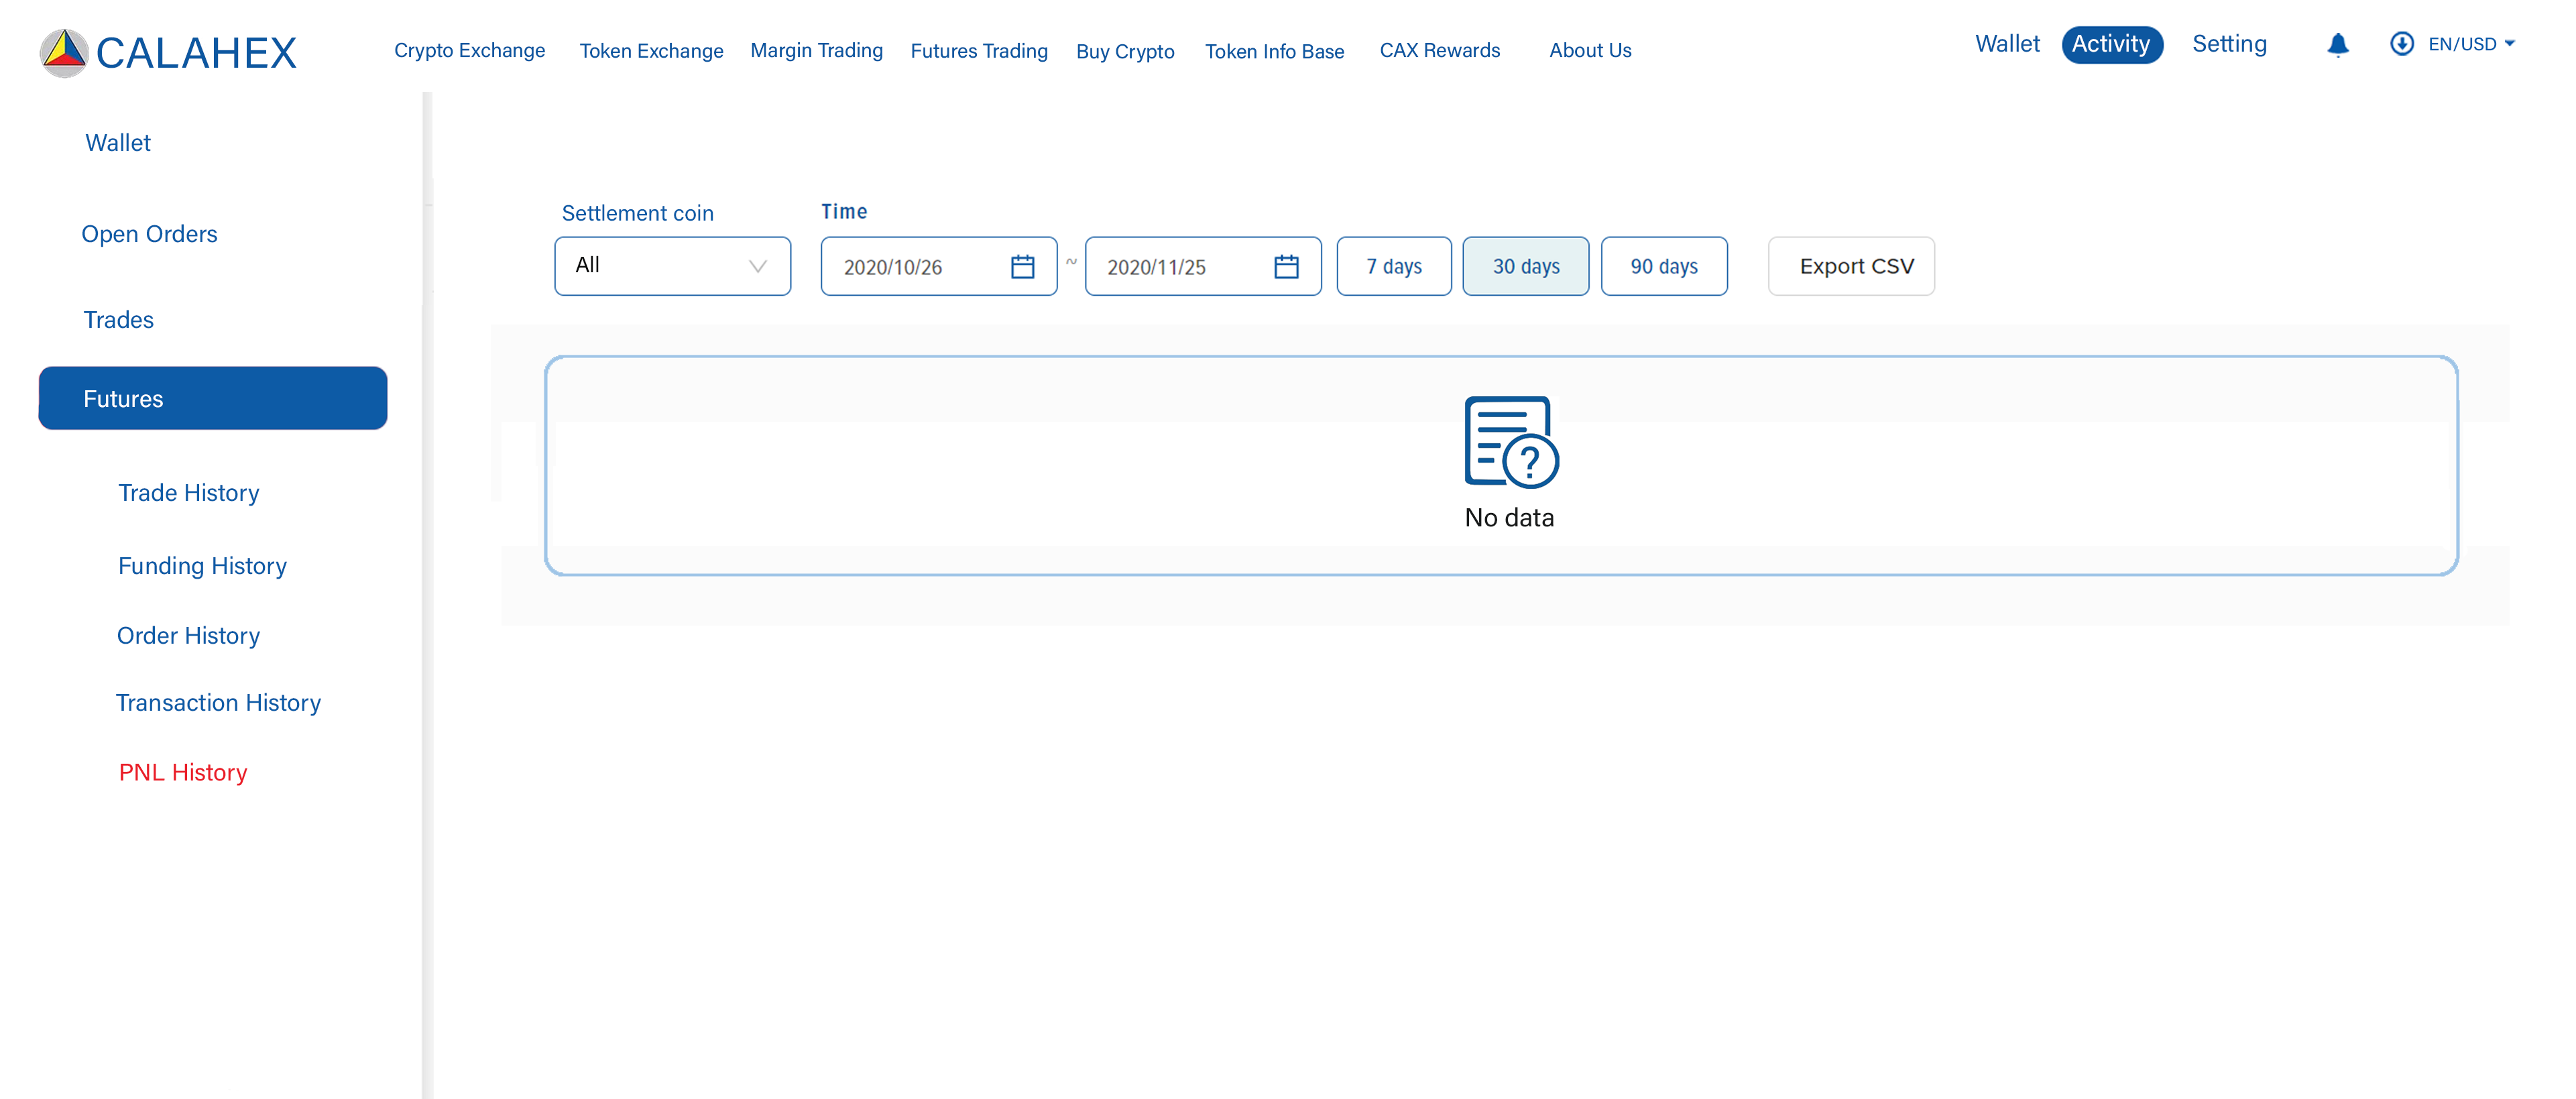 CALAHEX
Crypto Exchange Token Exchange Margin Trading Futures Trading Buy Crypto Token Info Base CAX Rewards About Us
Wallet Activity Setting EN/USD
Wallet
Open Orders
Trades
Futures
Trade History
Funding History
Order History
Transaction History
PNL History
Settlement coin Time
All 2020/10/26 ~ 2020/11/25 7 days 30 days 90 days Export CSV
?
No data